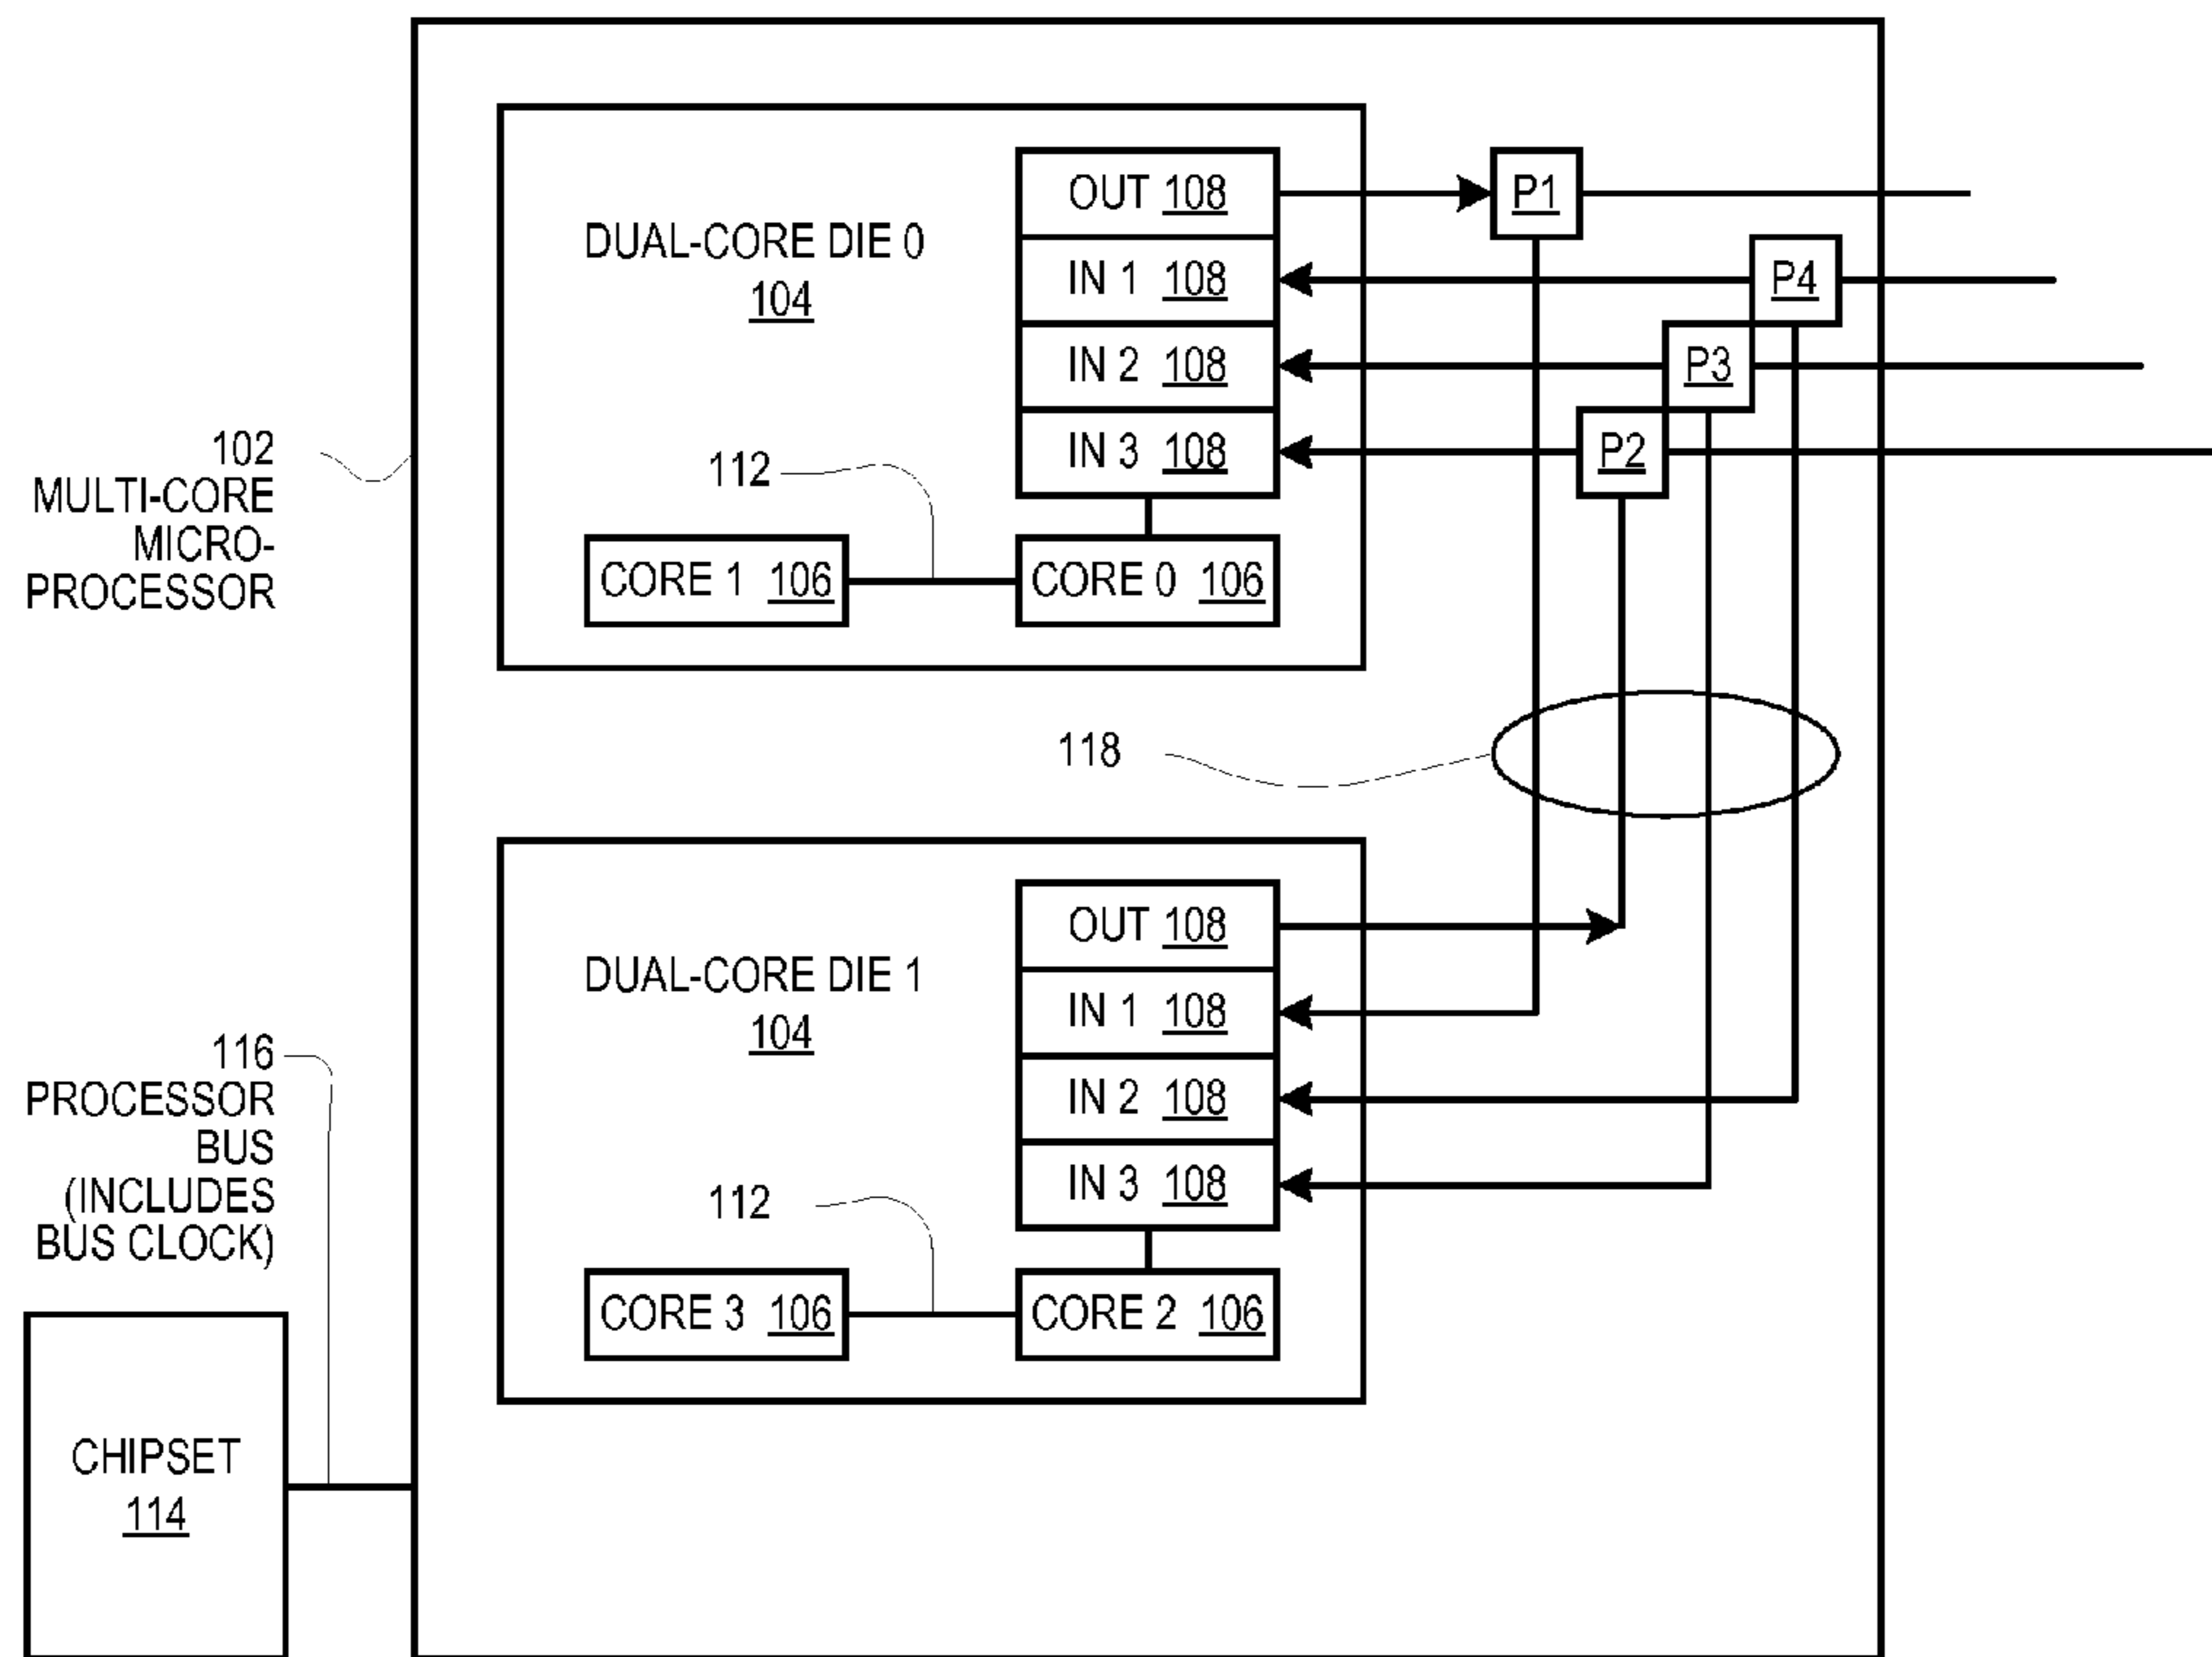 DUAL-CORE DIE 0
104
OUT 108
IN 1 108
IN 2 108
IN 3 108
P1
P4
P3
P2
102
MULTI-CORE
MICRO-
PROCESSOR
112
CORE 1 106
CORE 0 106
118
DUAL-CORE DIE 1
104
OUT 108
IN 1 108
IN 2 108
IN 3 108
116
PROCESSOR
BUS
(INCLUDES
BUS CLOCK)
112
CORE 3 106
CORE 2 106
CHIPSET
114